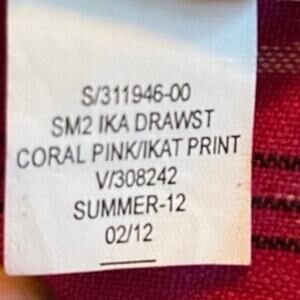 S/311946-00
SM2 IKA DRAWST
CORAL PINK/IKAT PRINT
V/308242
SUMMER-12
02/12